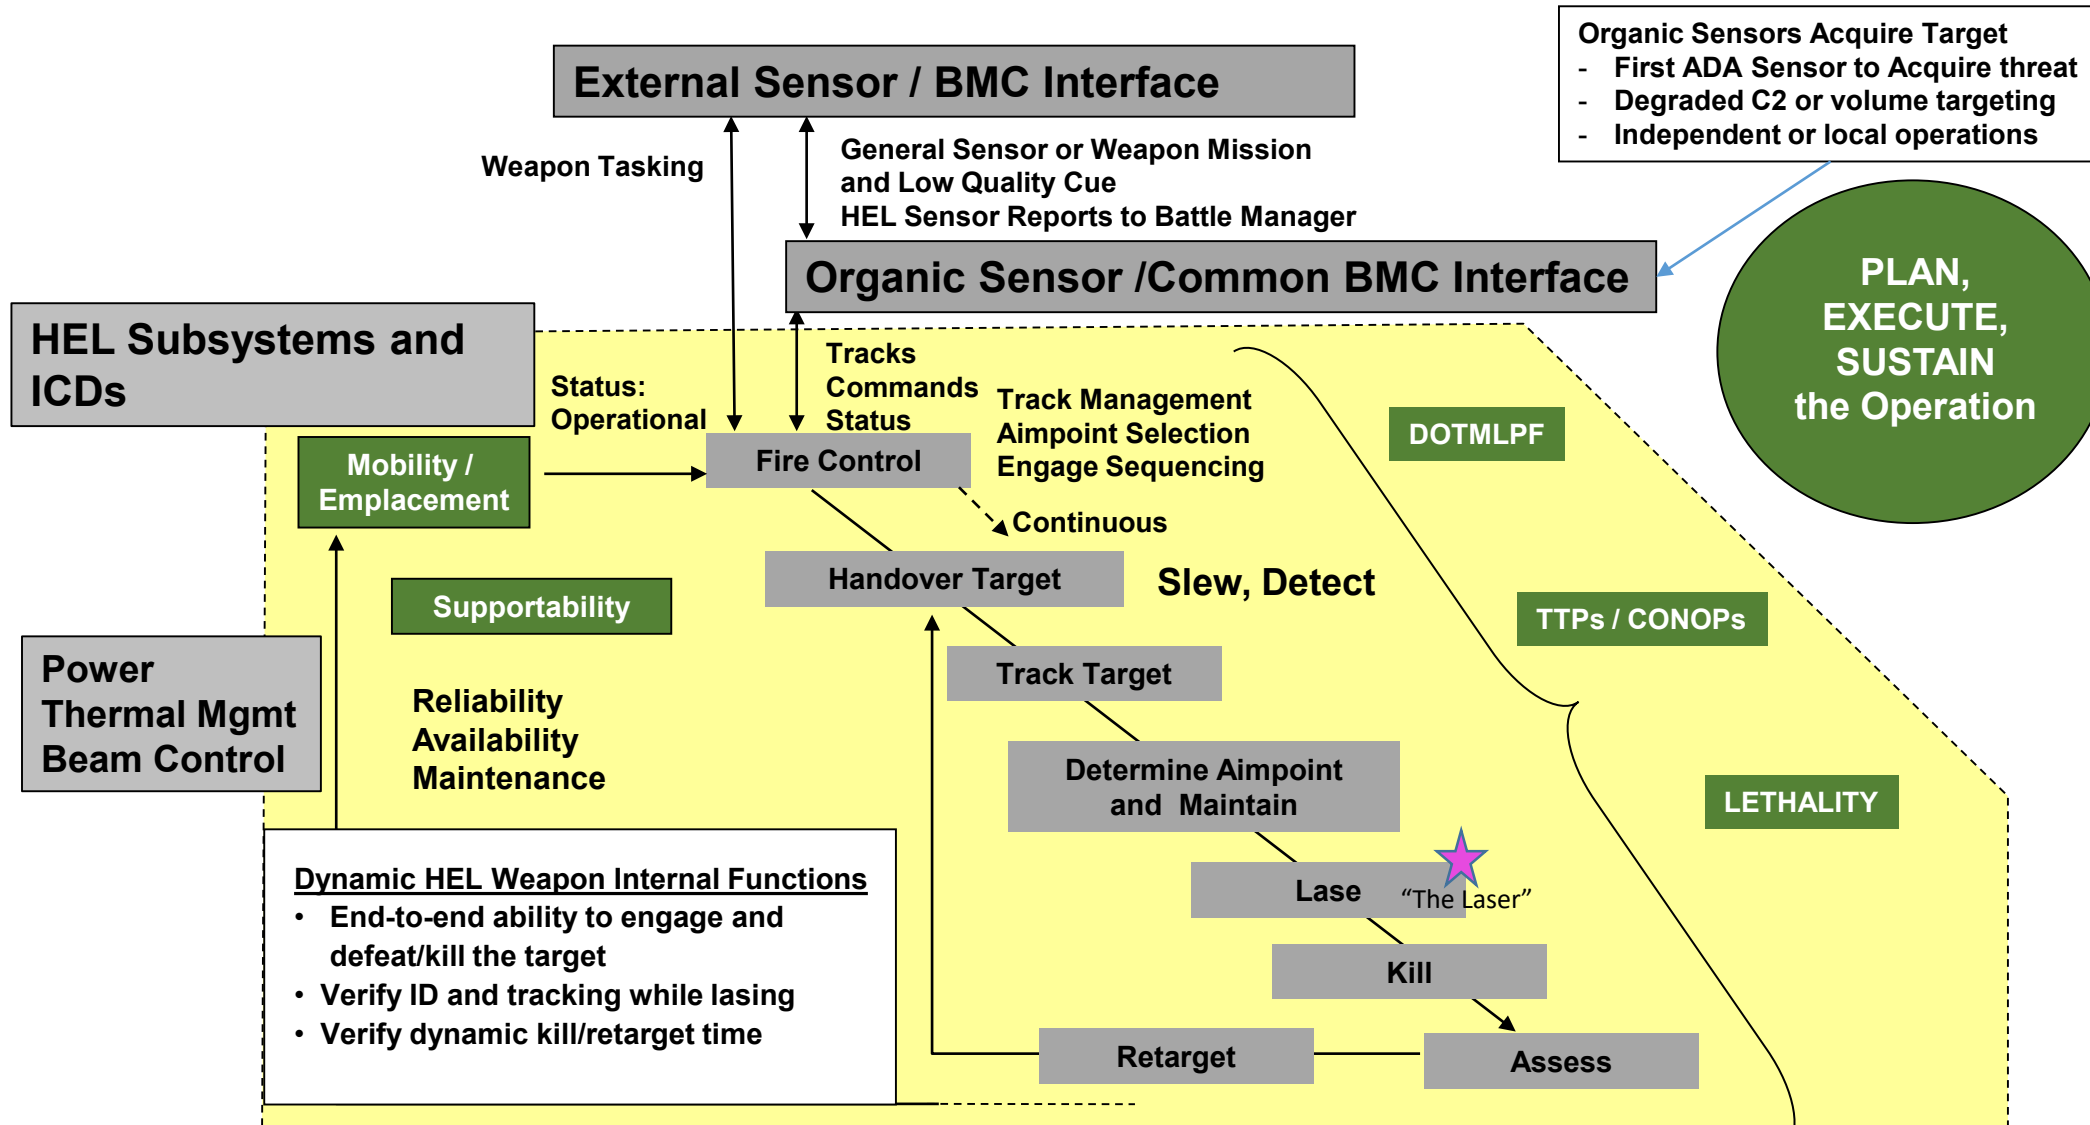 Organic Sensors Acquire Target
- First ADA Sensor to Acquire threat
- Degraded C2 or volume targeting
- Independent or local operations
External Sensor / BMC Interface
Weapon Tasking
General Sensor or Weapon Mission
and Low Quality Cue
HEL Sensor Reports to Battle Manager
Organic Sensor /Common BMC Interface
PLAN,
EXECUTE,
SUSTAIN
the Operation
HEL Subsystems and
ICDs
Status:
Operational
Tracks
Commands
Status
Track Management
Aimpoint Selection
Engage Sequencing
DOTMLPF
Mobility /
Emplacement
Fire Control
Continuous
Handover Target
Slew, Detect
Supportability
TTPs / CONOPs
Power
Thermal Mgmt
Beam Control
Track Target
Reliability
Availability
Maintenance
Determine Aimpoint
and Maintain
LETHALITY
Lase
“The Laser”
Dynamic HEL Weapon Internal Functions
• End-to-end ability to engage and
defeat/kill the target
• Verify ID and tracking while lasing
• Verify dynamic kill/retarget time
Kill
Retarget
Assess